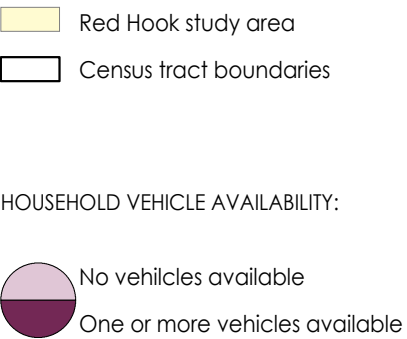 Red Hook study area
Census tract boundaries
HOUSEHOLD VEHICLE AVAILABILITY:
No vehilcles available
One or more vehicles available